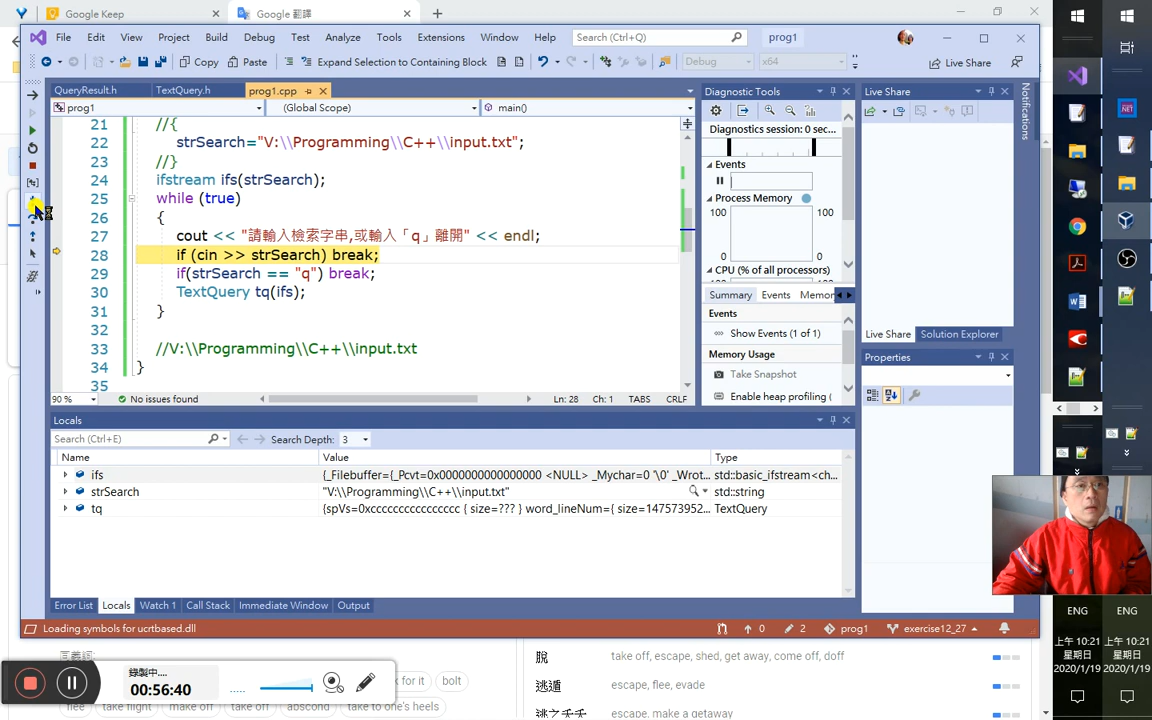 Google Keep
Google 翻譯
File Edit View Project Build Debug Test Analyze Tools Extensions Window Help Search (Ctrl+Q) prog1
Copy Paste Expand Selection to Containing Block Debug x64 Live Share
QueryResult.h TextQuery.h prog1.cpp
prog1 (Global Scope) main()
21 //{
22 strSearch="V:\\Programming\\C++\\input.txt";
23 //}
24 ifstream ifs(strSearch);
25 while (true)
26 {
27 cout << "請輸入檢索字串,或輸入「q」離開" << endl;
28 if (cin >> strSearch) break;
29 if(strSearch == "q") break;
30 TextQuery tq(ifs);
31 }
32
33 //V:\\Programming\\C++\\input.txt
34 }
35
90 % No issues found Ln: 28 Ch: 1 TABS CRLF
Diagnostic Tools
Diagnostics session: 0 sec...
Events
Process Memory
100 100
0 0
CPU (% of all processors)
Summary Events Memor
Events
Show Events (1 of 1)
Memory Usage
Take Snapshot
Enable heap profiling (
Live Share
Live Share Solution Explorer
Properties
Notifications
Locals
Search (Ctrl+E) Search Depth: 3
Name Value Type
ifs {_Filebuffer={_Pcvt=0x0000000000000000 <NULL> _Mychar=0 '\0' _Wrot... std::basic_ifstream<ch...
strSearch "V:\\Programming\\C++\\input.txt" std::string
tq {spVs=0xcccccccccccccccc { size=??? } word_lineNum={ size=147573952... TextQuery
Error List Locals Watch 1 Call Stack Immediate Window Output
Loading symbols for ucrtbased.dll 0 2 prog1 exercise12_27
脫 take off, escape, shed, get away, come off, doff
逃遁 escape, flee, evade
逃之夭夭 escape, make a getaway
k for it bolt
flee take flight make off take off abscond take to one's heels
錄製中....
00:56:40
ENG ENG
上午 10:21 上午 10:21
星期日 星期日
2020/1/19 2020/1/19